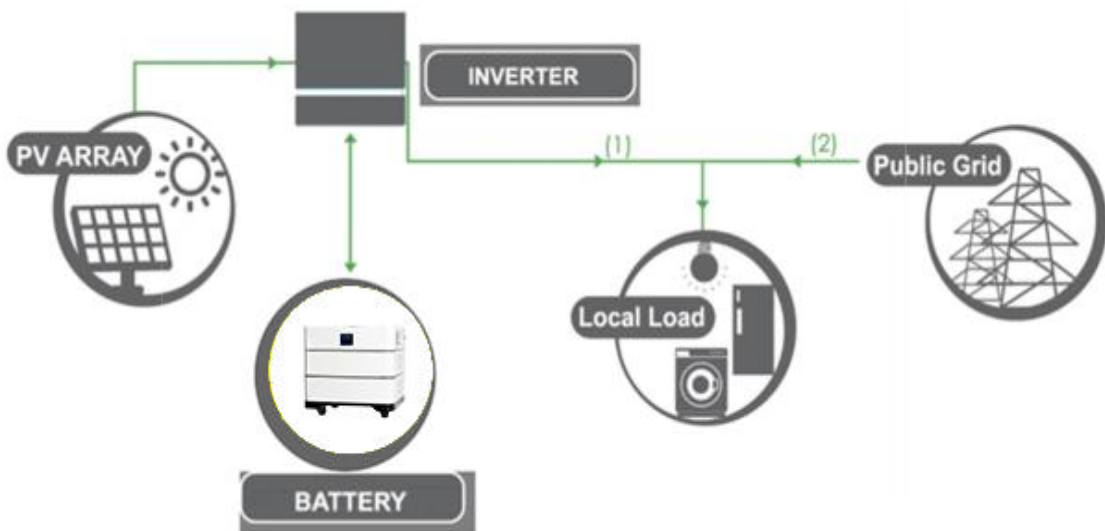 INVERTER
(1)
(2)
PV ARRAY
Public Grid
Local Load
BATTERY